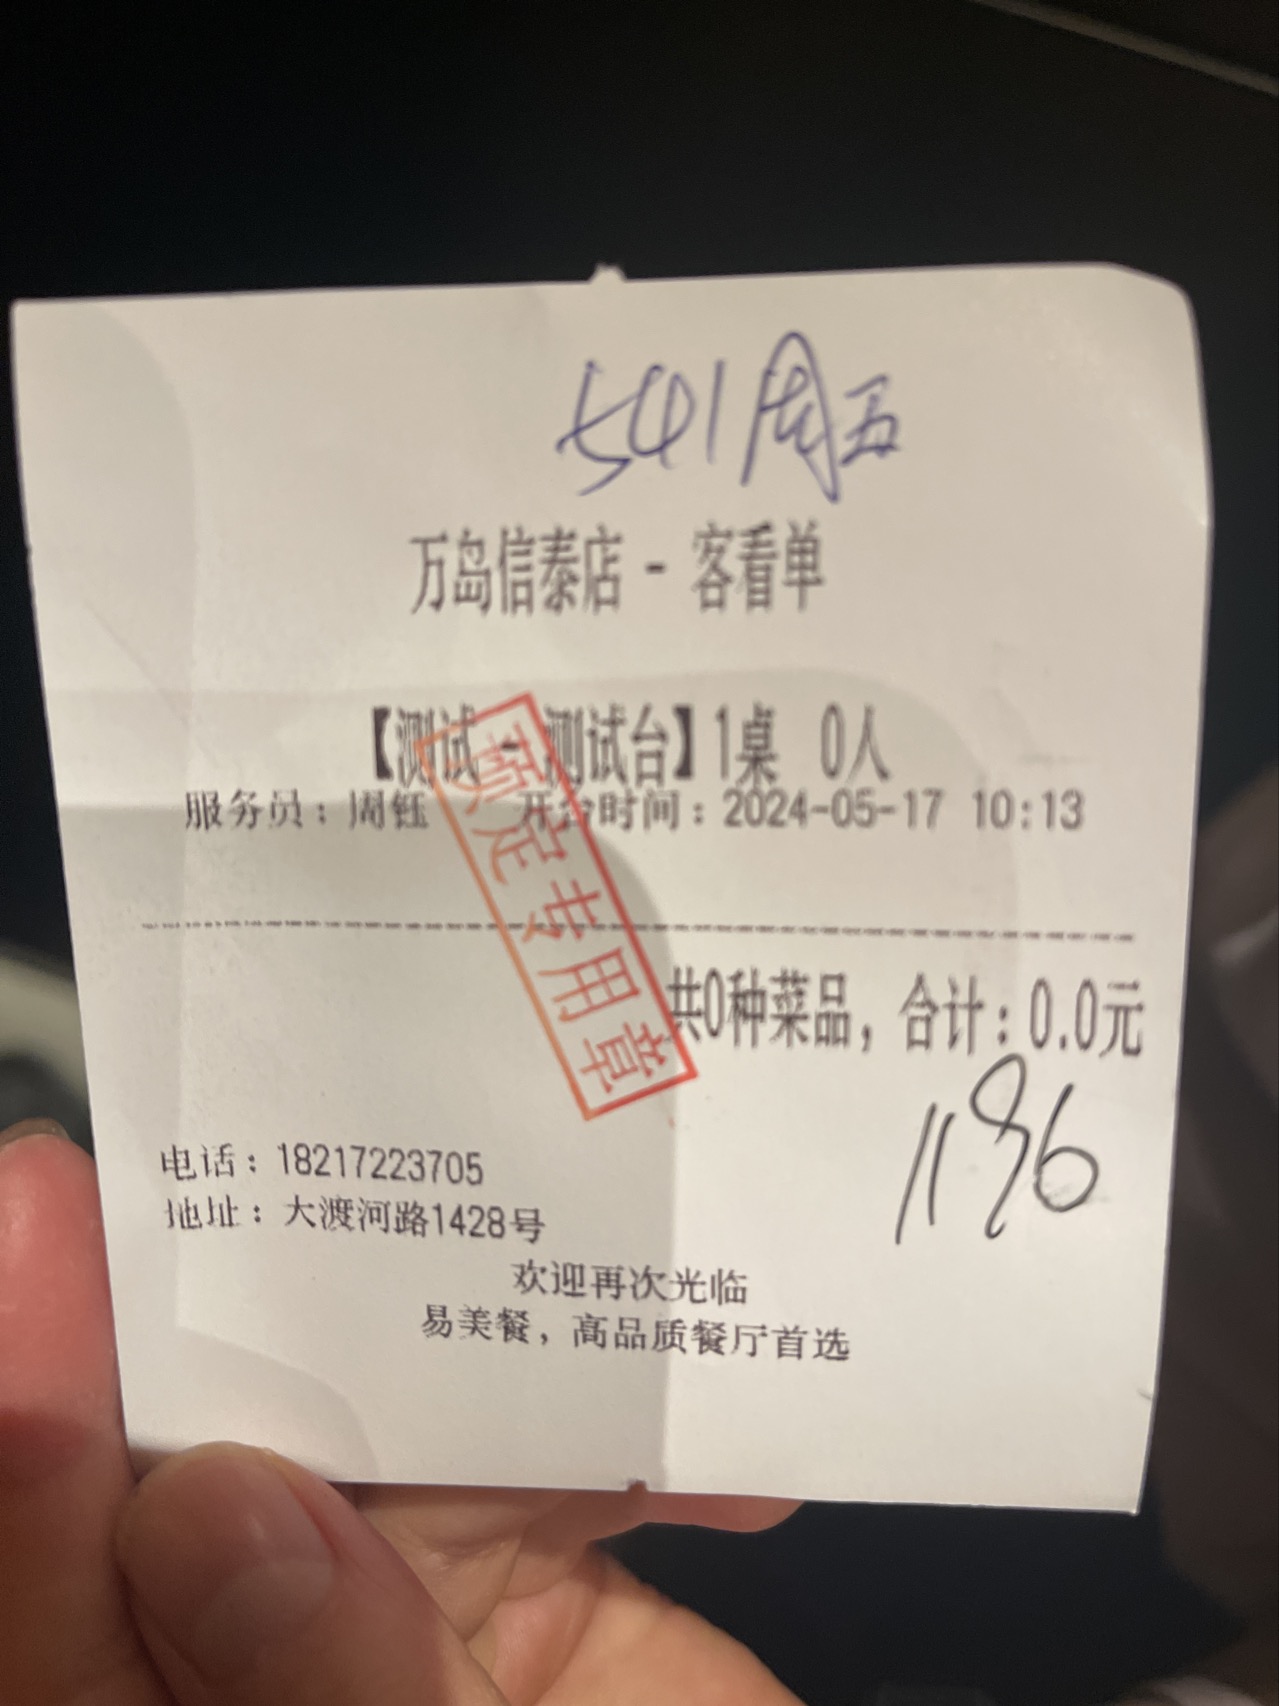 541周五
万岛信泰店 - 客看单
【测试 - 测试台】1桌 0人
服务员：周钰 开台时间：2024-05-17 10:13
预定专用章
共0种菜品，合计：0.0元
1196
电话：18217223705
地址：大渡河路1428号
欢迎再次光临
易美餐，高品质餐厅首选